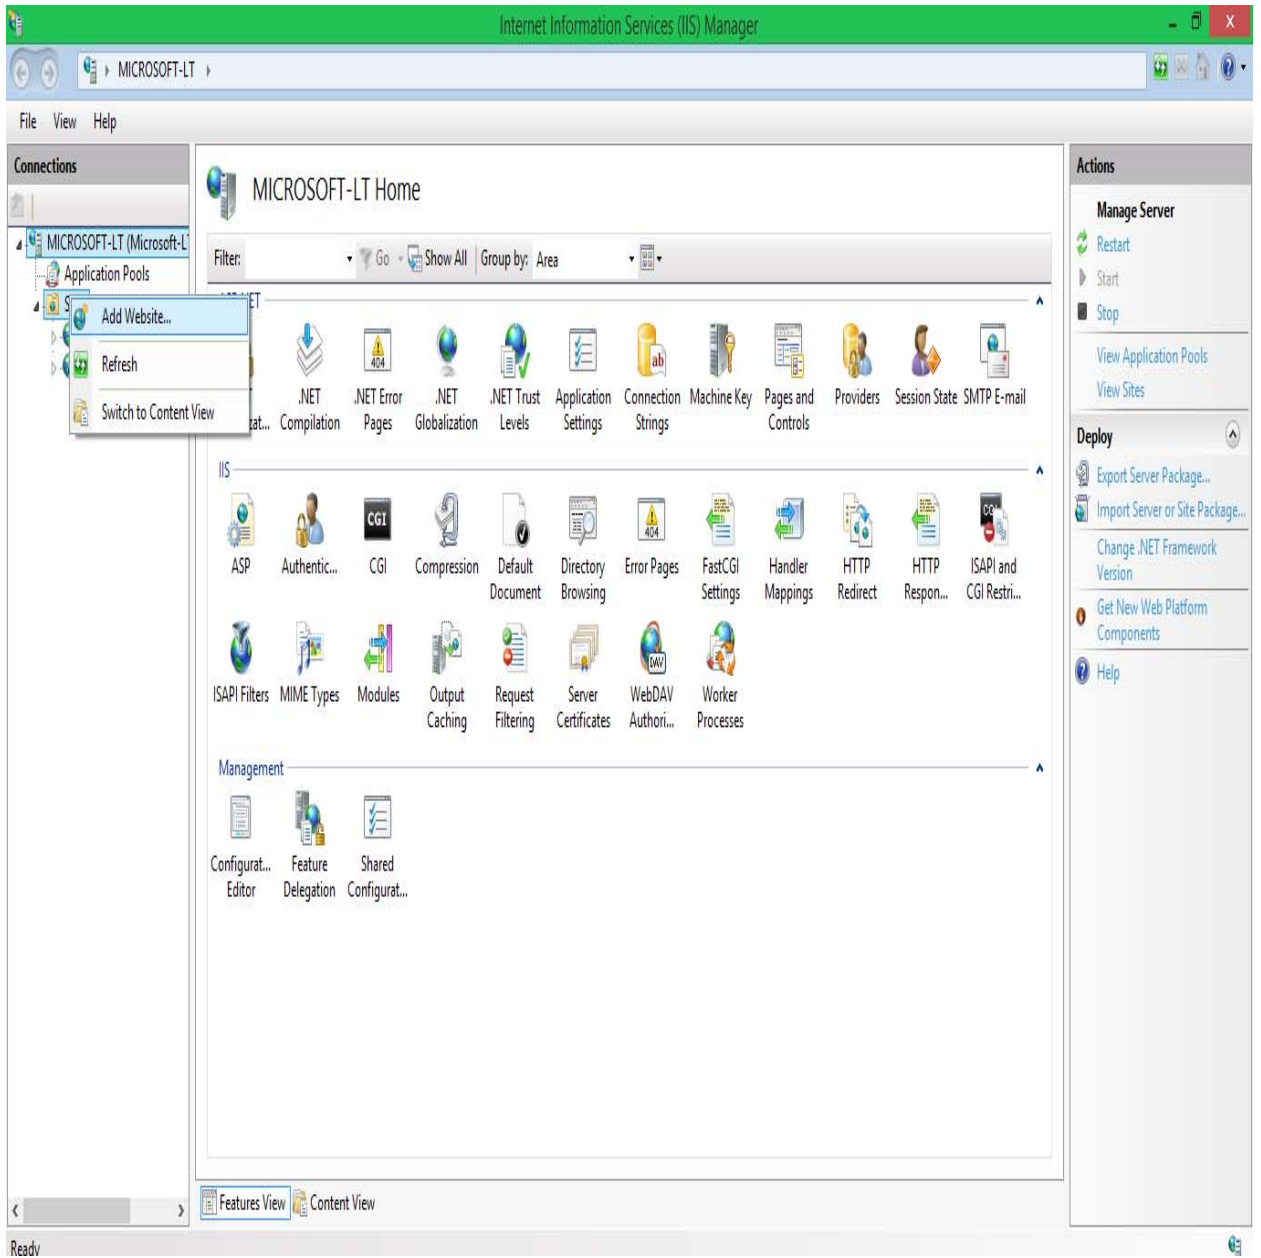 Internet Information Services (IIS) Manager
MICROSOFT-LT
File View Help
Connections
MICROSOFT-LT (Microsoft-L
Application Pools
S
Add Website...
Refresh
Switch to Content View
MICROSOFT-LT Home
Filter: Go Show All Group by: Area
.NET Compilation
.NET Error Pages
.NET Globalization
.NET Trust Levels
Application Settings
Connection Strings
Machine Key
Pages and Controls
Providers
Session State
SMTP E-mail
IIS
ASP
Authentic...
CGI
Compression
Default Document
Directory Browsing
Error Pages
FastCGI Settings
Handler Mappings
HTTP Redirect
HTTP Respon...
ISAPI and CGI Restri...
ISAPI Filters
MIME Types
Modules
Output Caching
Request Filtering
Server Certificates
WebDAV Authori...
Worker Processes
Management
Configurat... Editor
Feature Delegation
Shared Configurat...
Features View Content View
Actions
Manage Server
Restart
Start
Stop
View Application Pools
View Sites
Deploy
Export Server Package...
Import Server or Site Package...
Change .NET Framework
Version
Get New Web Platform
Components
Help
Ready